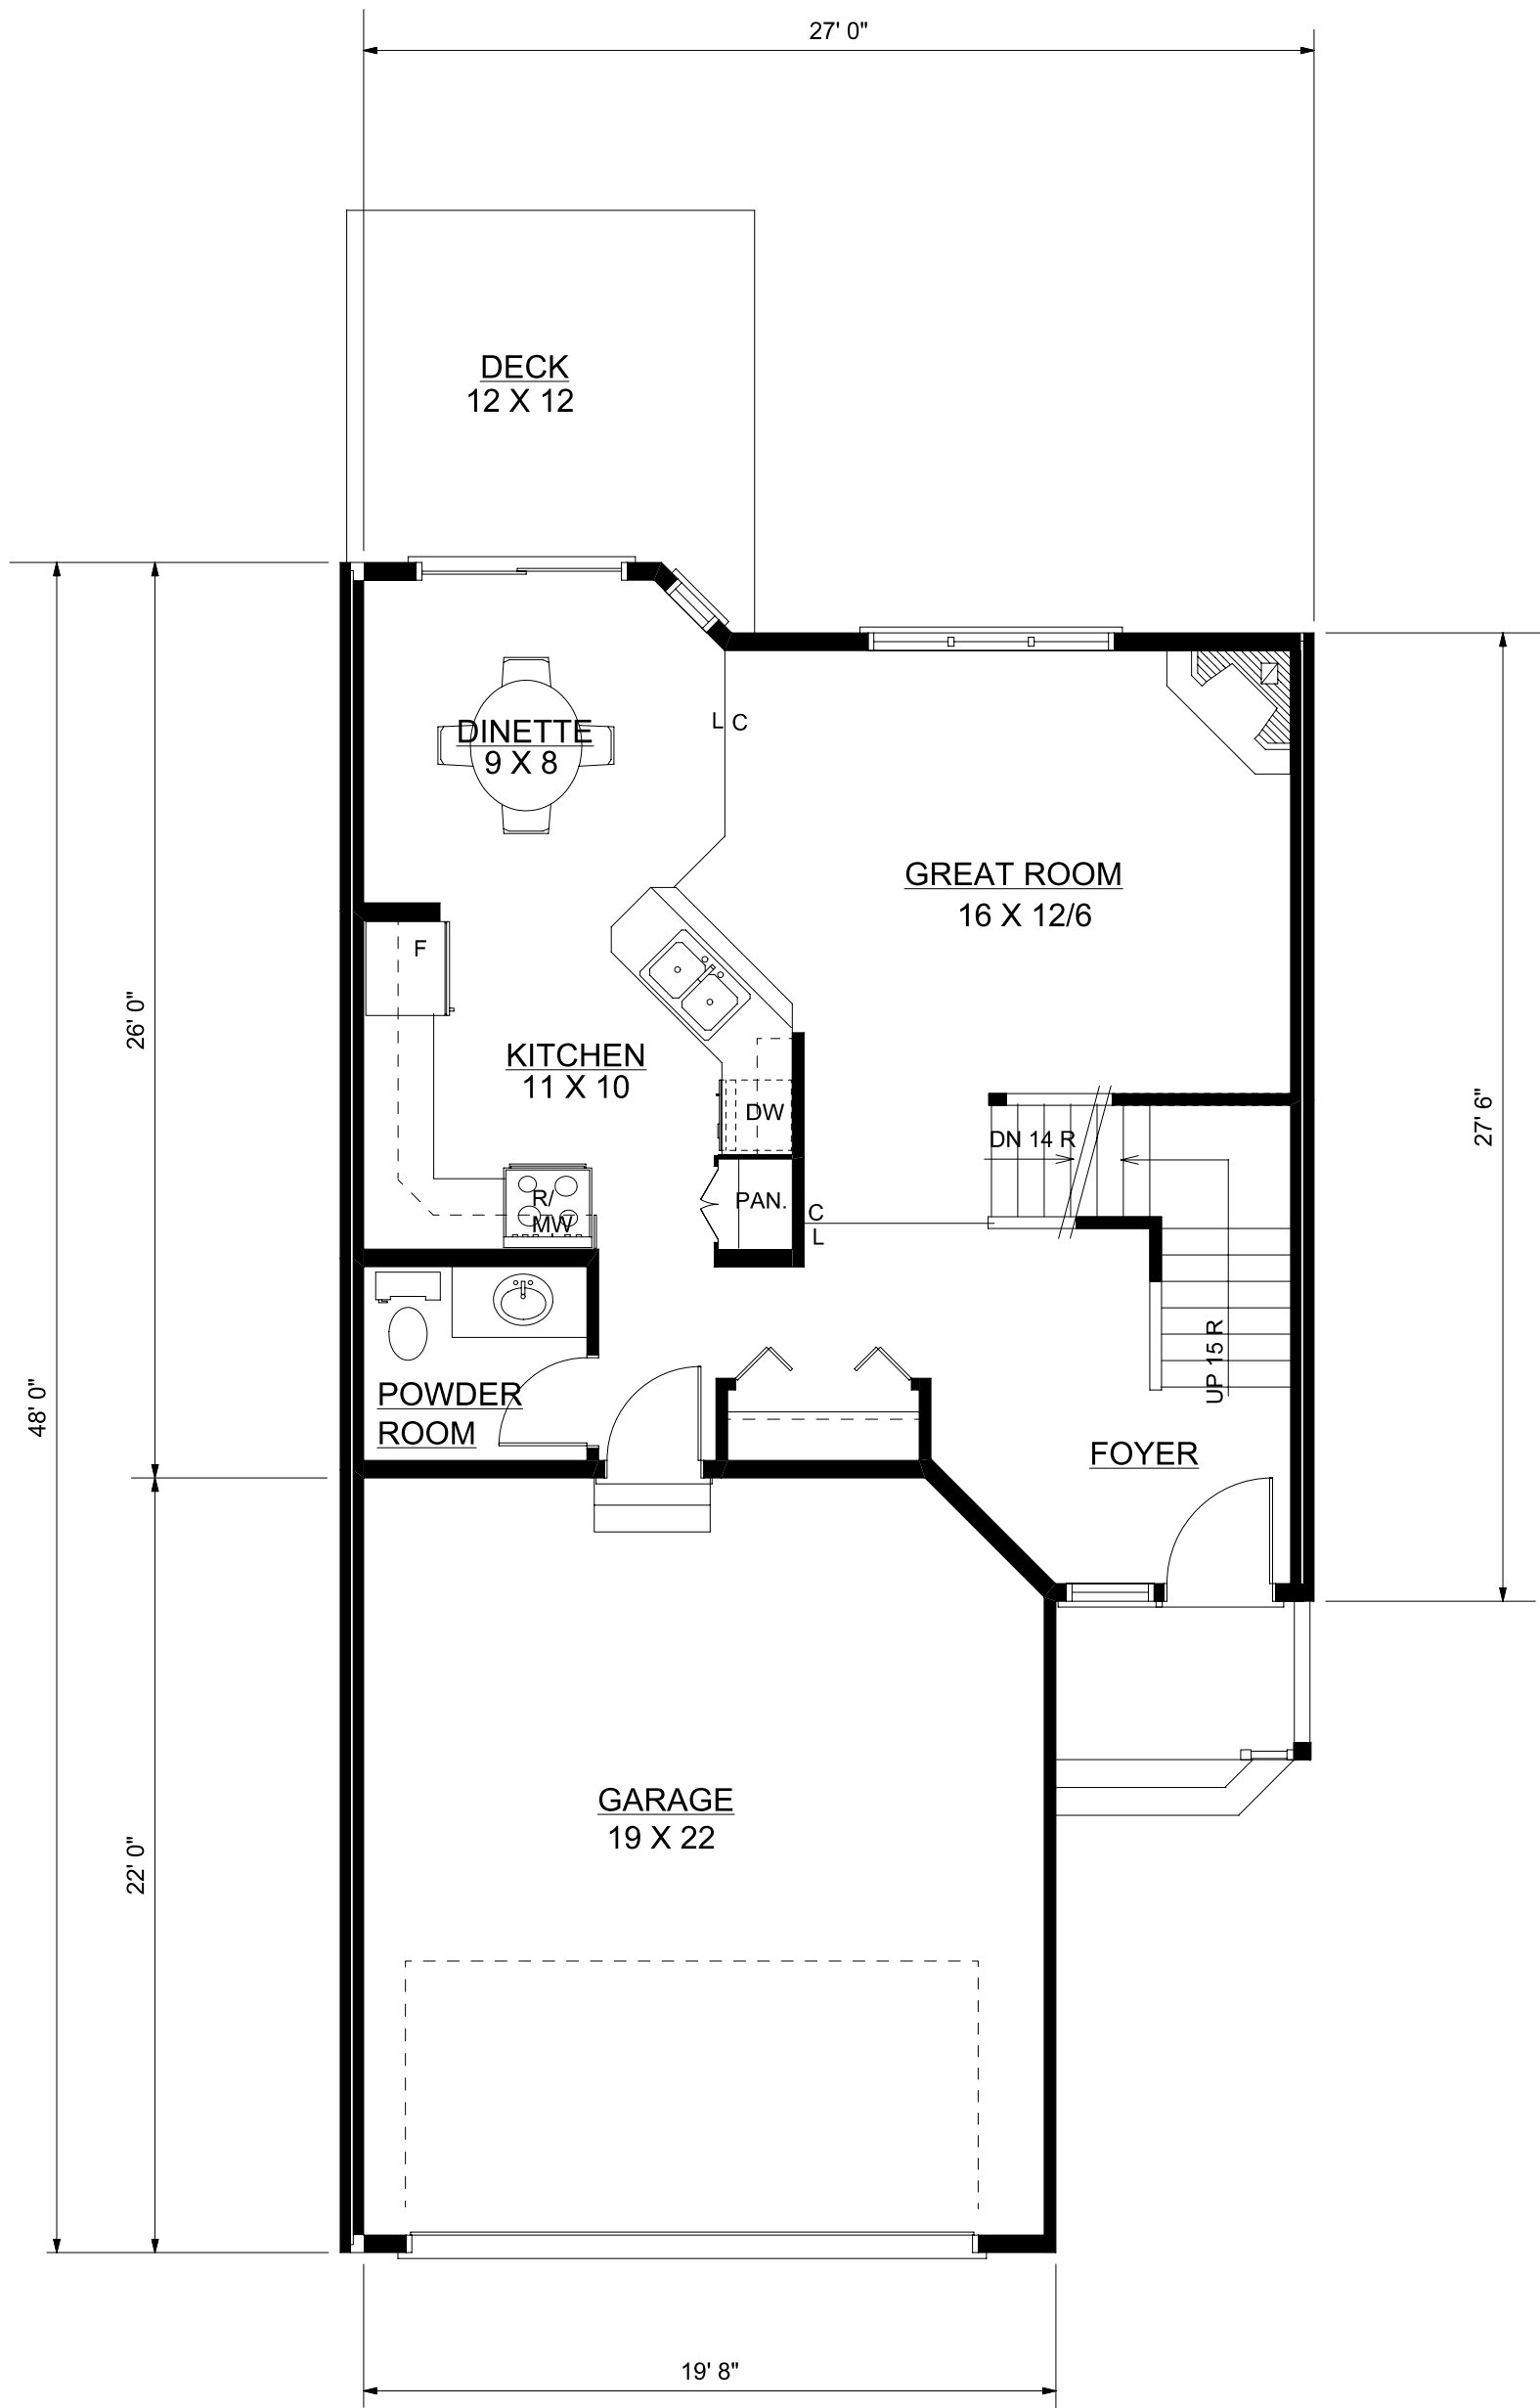 27' 0"
DECK
12 X 12
L C
DINETTE
9 X 8
GREAT ROOM
16 X 12/6
F
26' 0"
KITCHEN
11 X 10
DW
DN 14 R
27' 6"
R/
MW
PAN.
C
L
UP 15 R
48' 0"
POWDER
ROOM
FOYER
GARAGE
19 X 22
22' 0"
19' 8"